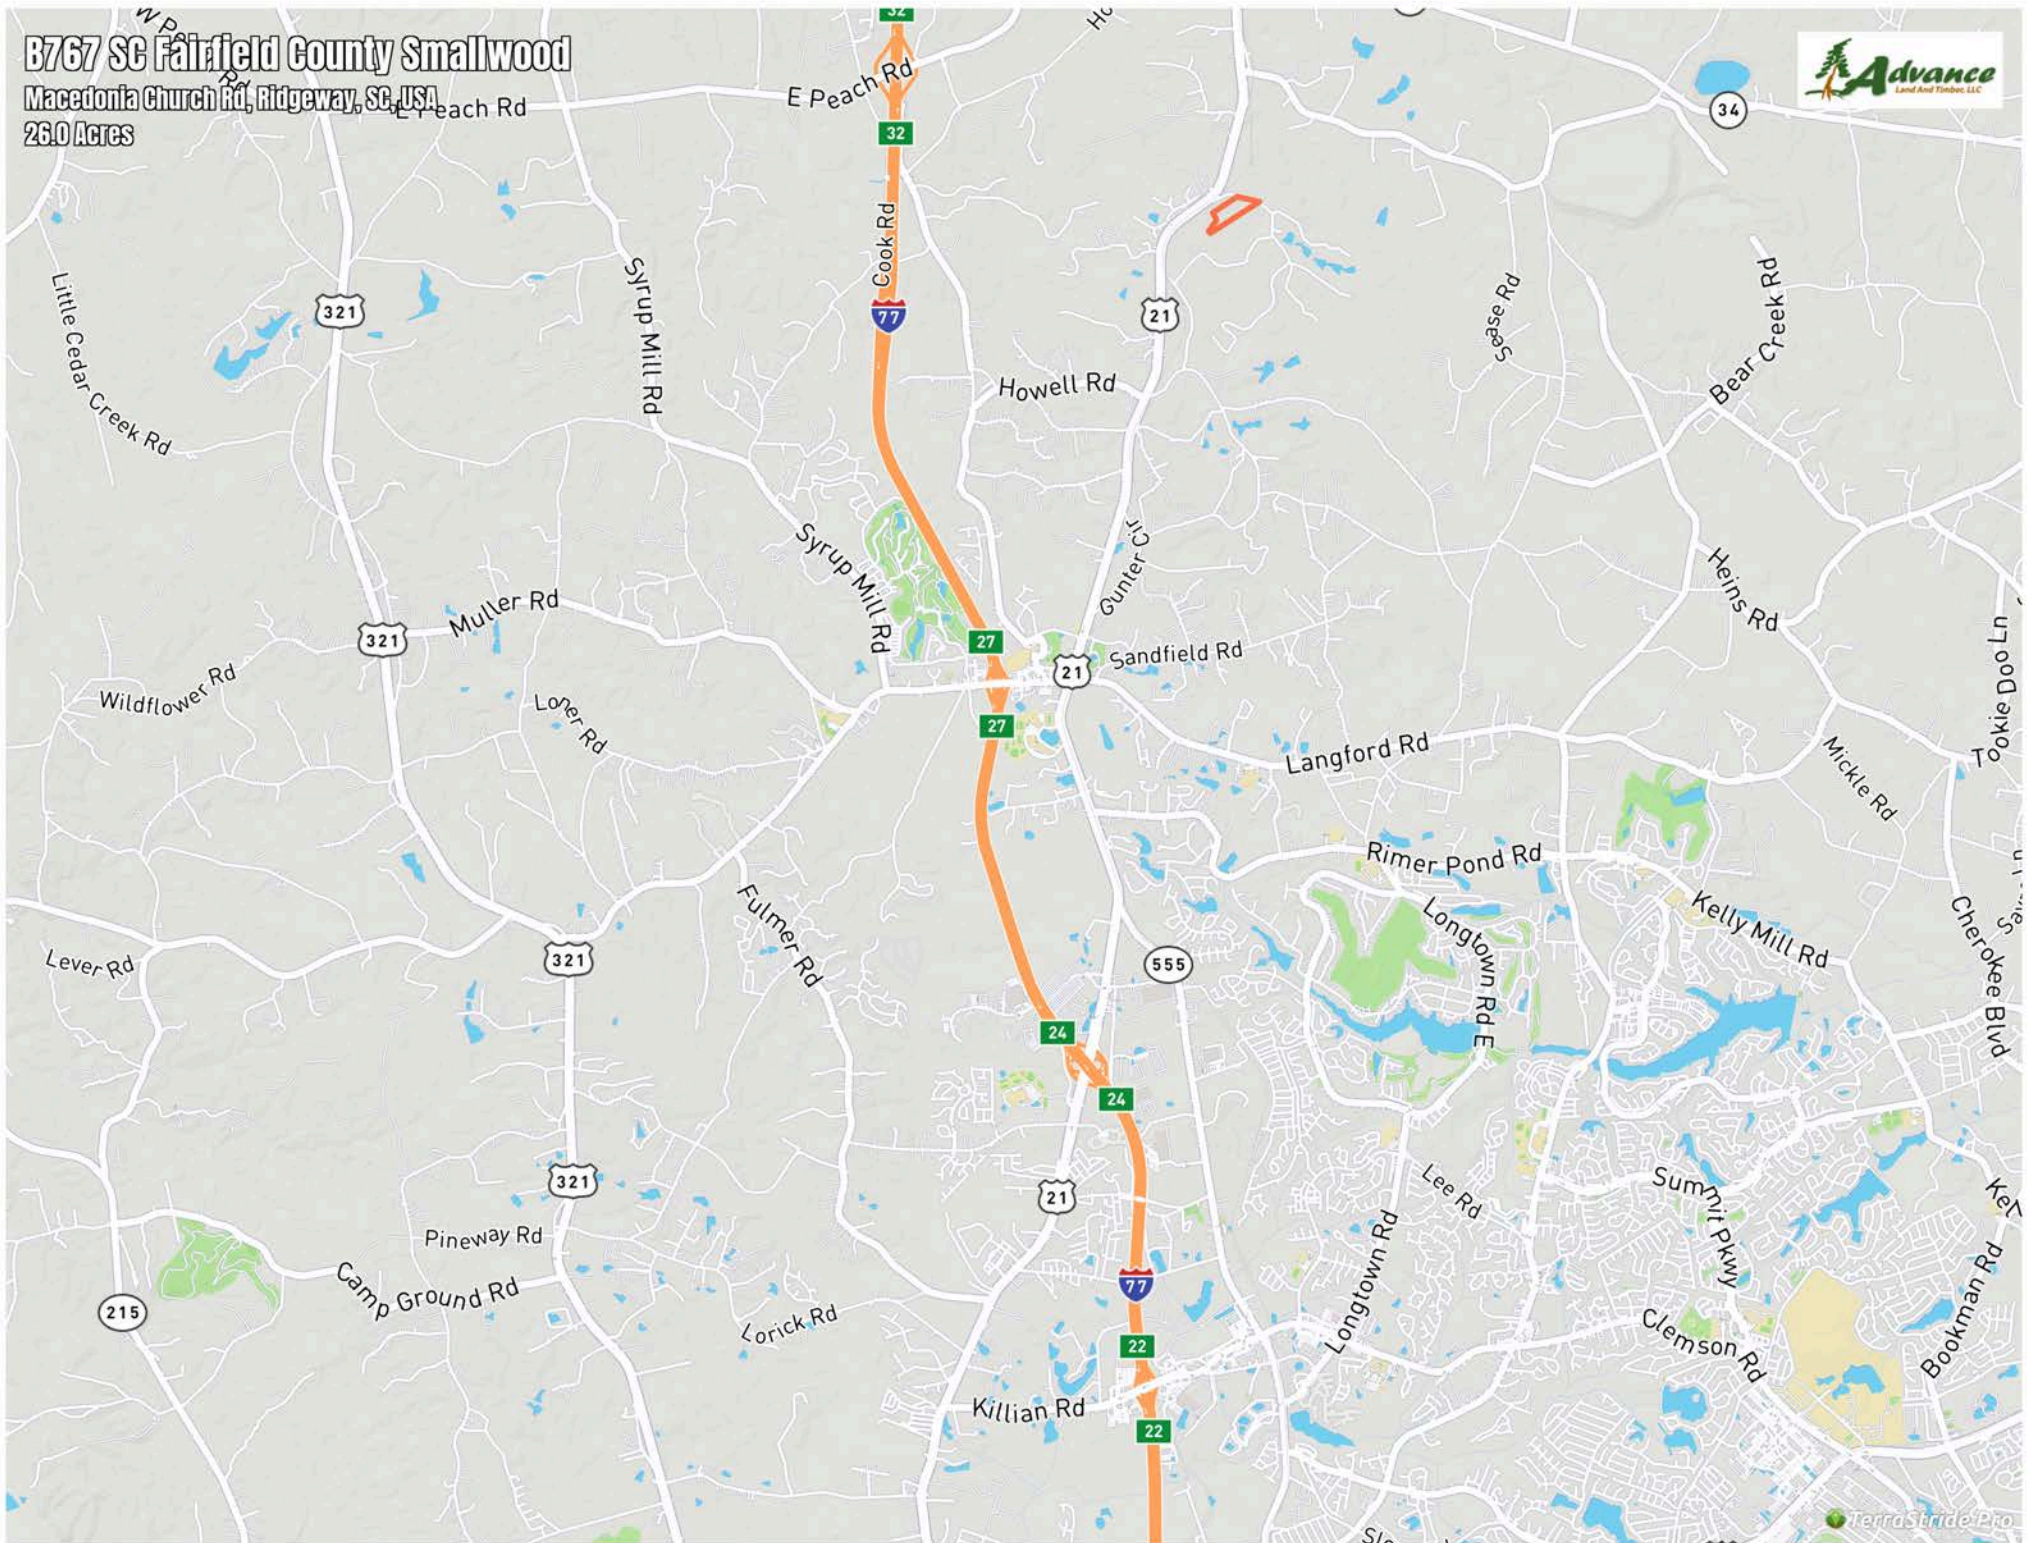 B767 SC Fairfield County Smallwood
Macedonia Church Rd, Ridgeway, SC, USA
26.0 Acres
Advance
Land And Timber, LLC
32
E Peach Rd
E Peach Rd
32
34
Cook Rd
Little Cedar Creek Rd
321
Syrup Mill Rd
77
21
Sease Rd
Bear Creek Rd
Howell Rd
Syrup Mill Rd
Gunter Cir
Heins Rd
Muller Rd
321
27
Sandfield Rd
21
Tookie Doo Ln
Wildflower Rd
Loner Rd
27
Langford Rd
Mickle Rd
Rimer Pond Rd
Fulmer Rd
Longtown Rd E
Kelly Mill Rd
Cherokee Blvd
Lever Rd
321
555
24
24
321
21
Lee Rd
Summit Pkwy
Pineway Rd
Camp Ground Rd
215
Lorick Rd
77
Longtown Rd
Bookman Rd
22
Clemson Rd
Killian Rd
22
TerraStride Pro